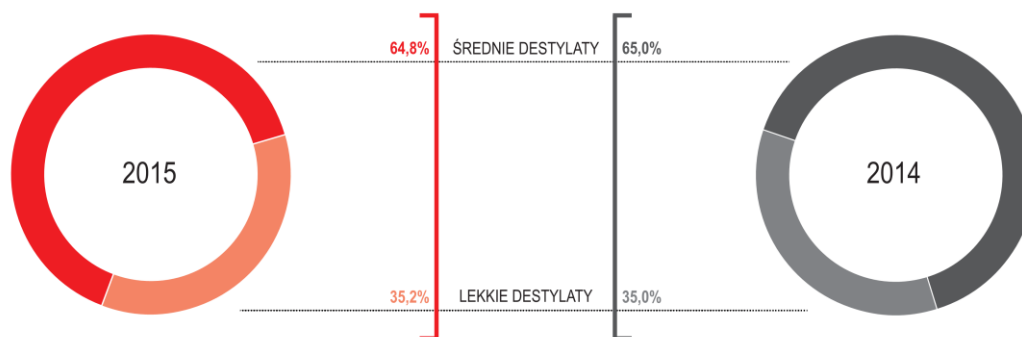 64,8% ŚREDNIE DESTYLATY 65,0%
2015 2014
35,2% LEKKIE DESTYLATY 35,0%